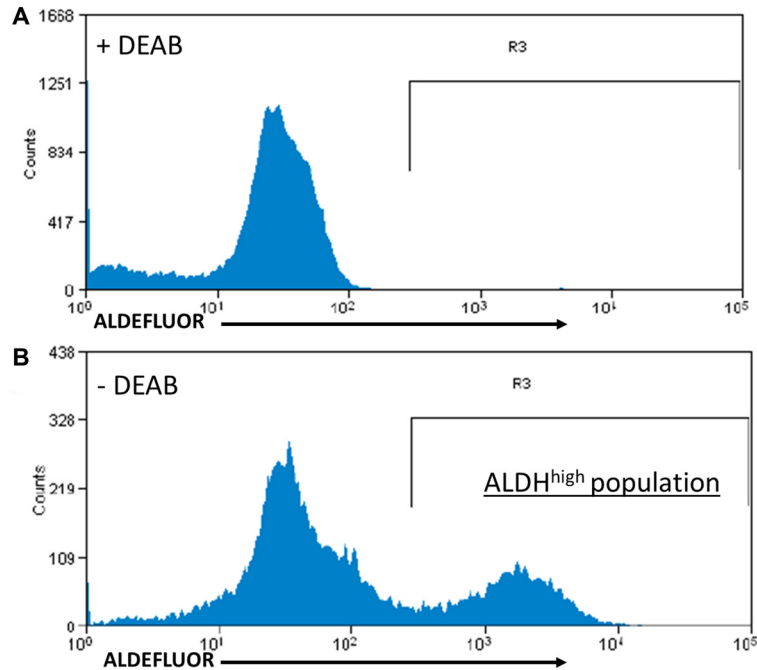 A
1668
+ DEAB
R3
1251
834
417
0
Counts
10⁰ 10¹ 10² 10³ 10⁴ 10⁵
ALDEFLUOR
B
438
- DEAB
R3
328
ALDHhigh population
219
109
0
Counts
10⁰ 10¹ 10² 10³ 10⁴ 10⁵
ALDEFLUOR